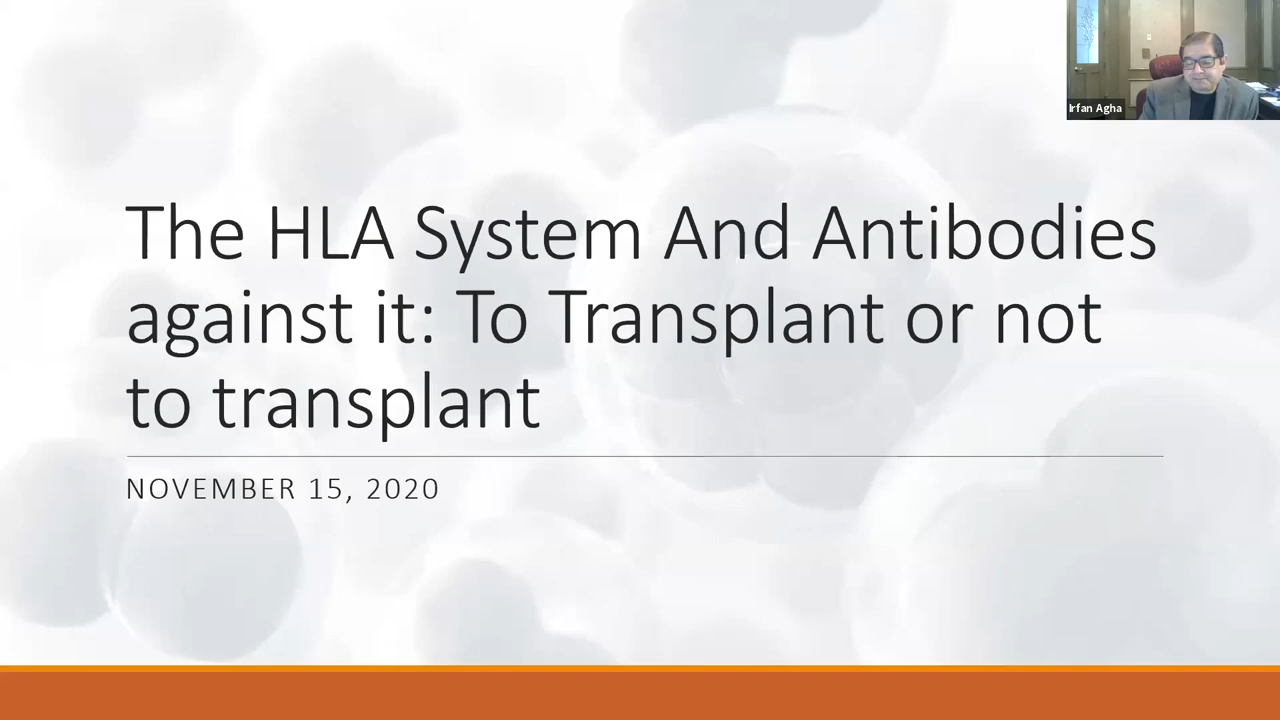 Irfan Agha
The HLA System And Antibodies
against it: To Transplant or not
to transplant
NOVEMBER 15, 2020